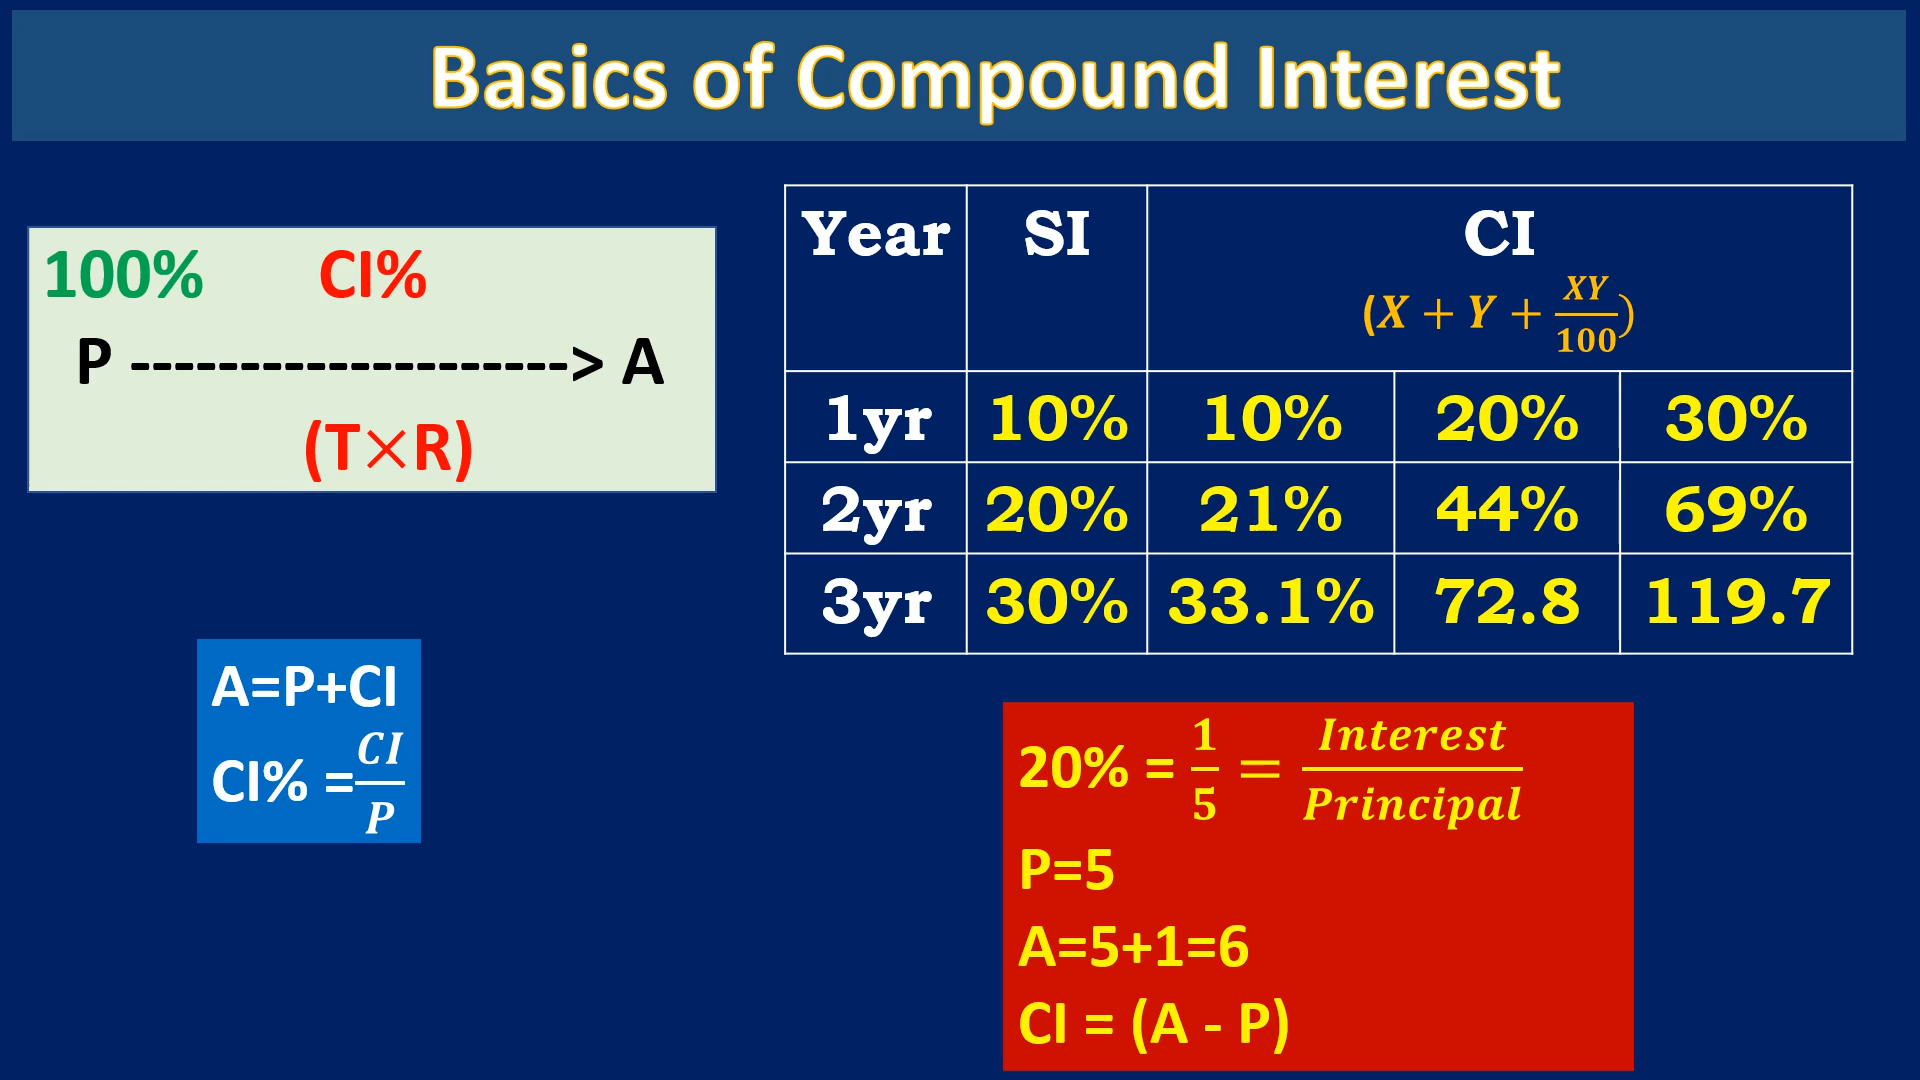 Basics of Compound Interest
100% CI%
P --------------------> A
(T×R)
A=P+CI
CI% =CI/P
Year SI CI
(X + Y + XY/100)
1yr 10% 10% 20% 30%
2yr 20% 21% 44% 69%
3yr 30% 33.1% 72.8 119.7
20% = 1/5 = Interest/Principal
P=5
A=5+1=6
CI = (A - P)